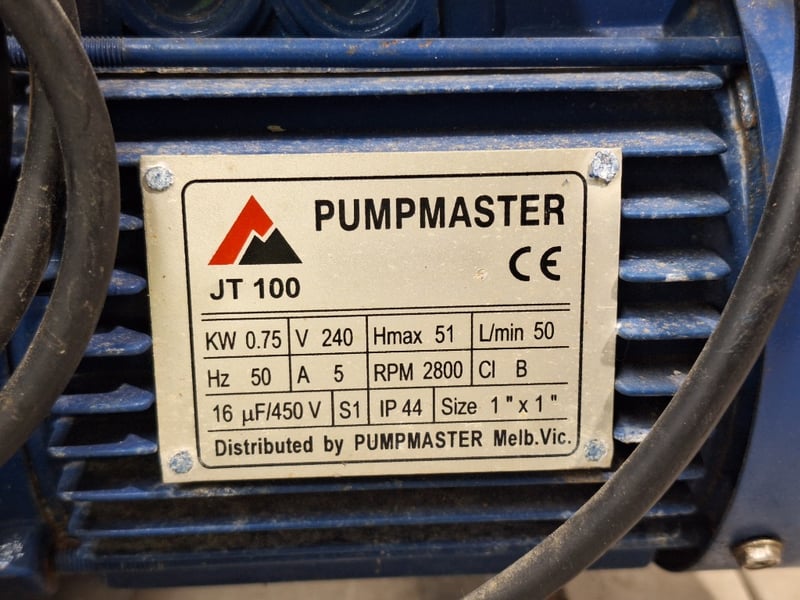 PUMPMASTER
CE
JT 100
KW 0.75 V 240 Hmax 51 L/min 50
Hz 50 A 5 RPM 2800 Cl B
16 µF/450 V S1 IP 44 Size 1 " x 1 "
Distributed by PUMPMASTER Melb.Vic.